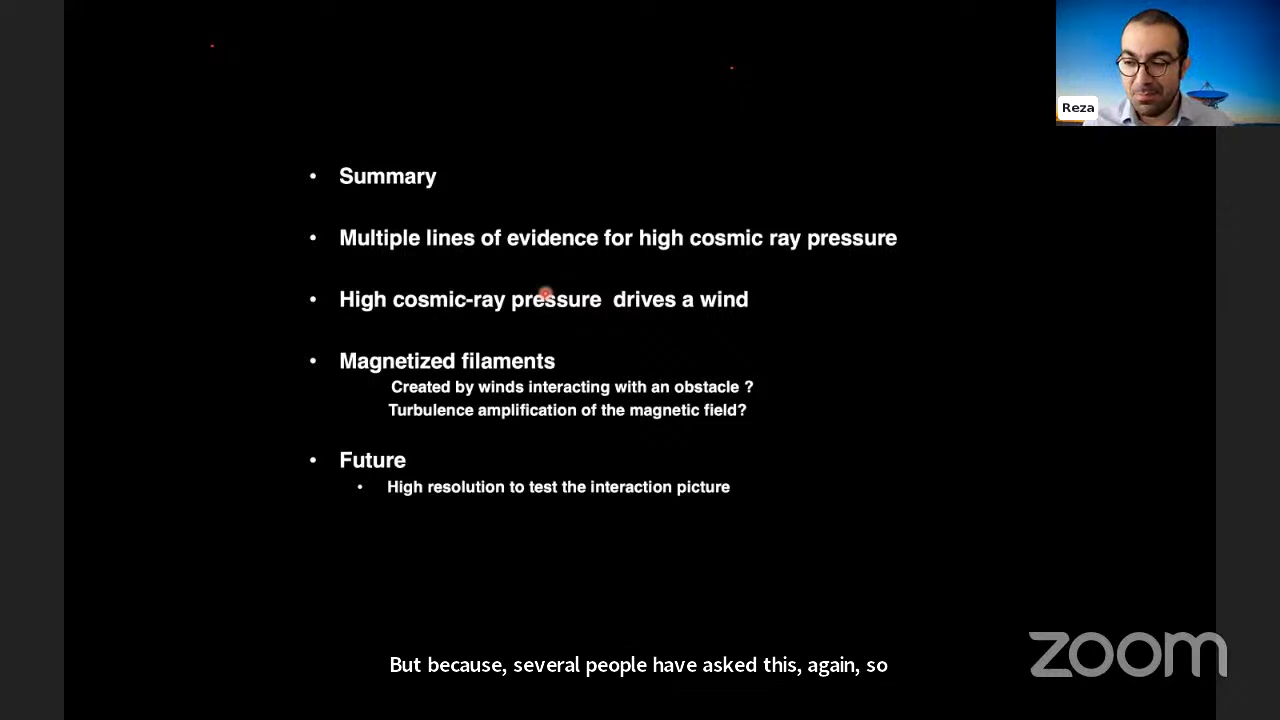 Reza
• Summary
• Multiple lines of evidence for high cosmic ray pressure
• High cosmic-ray pressure drives a wind
• Magnetized filaments
Created by winds interacting with an obstacle ?
Turbulence amplification of the magnetic field?
• Future
• High resolution to test the interaction picture
But because, several people have asked this, again, so
zoom